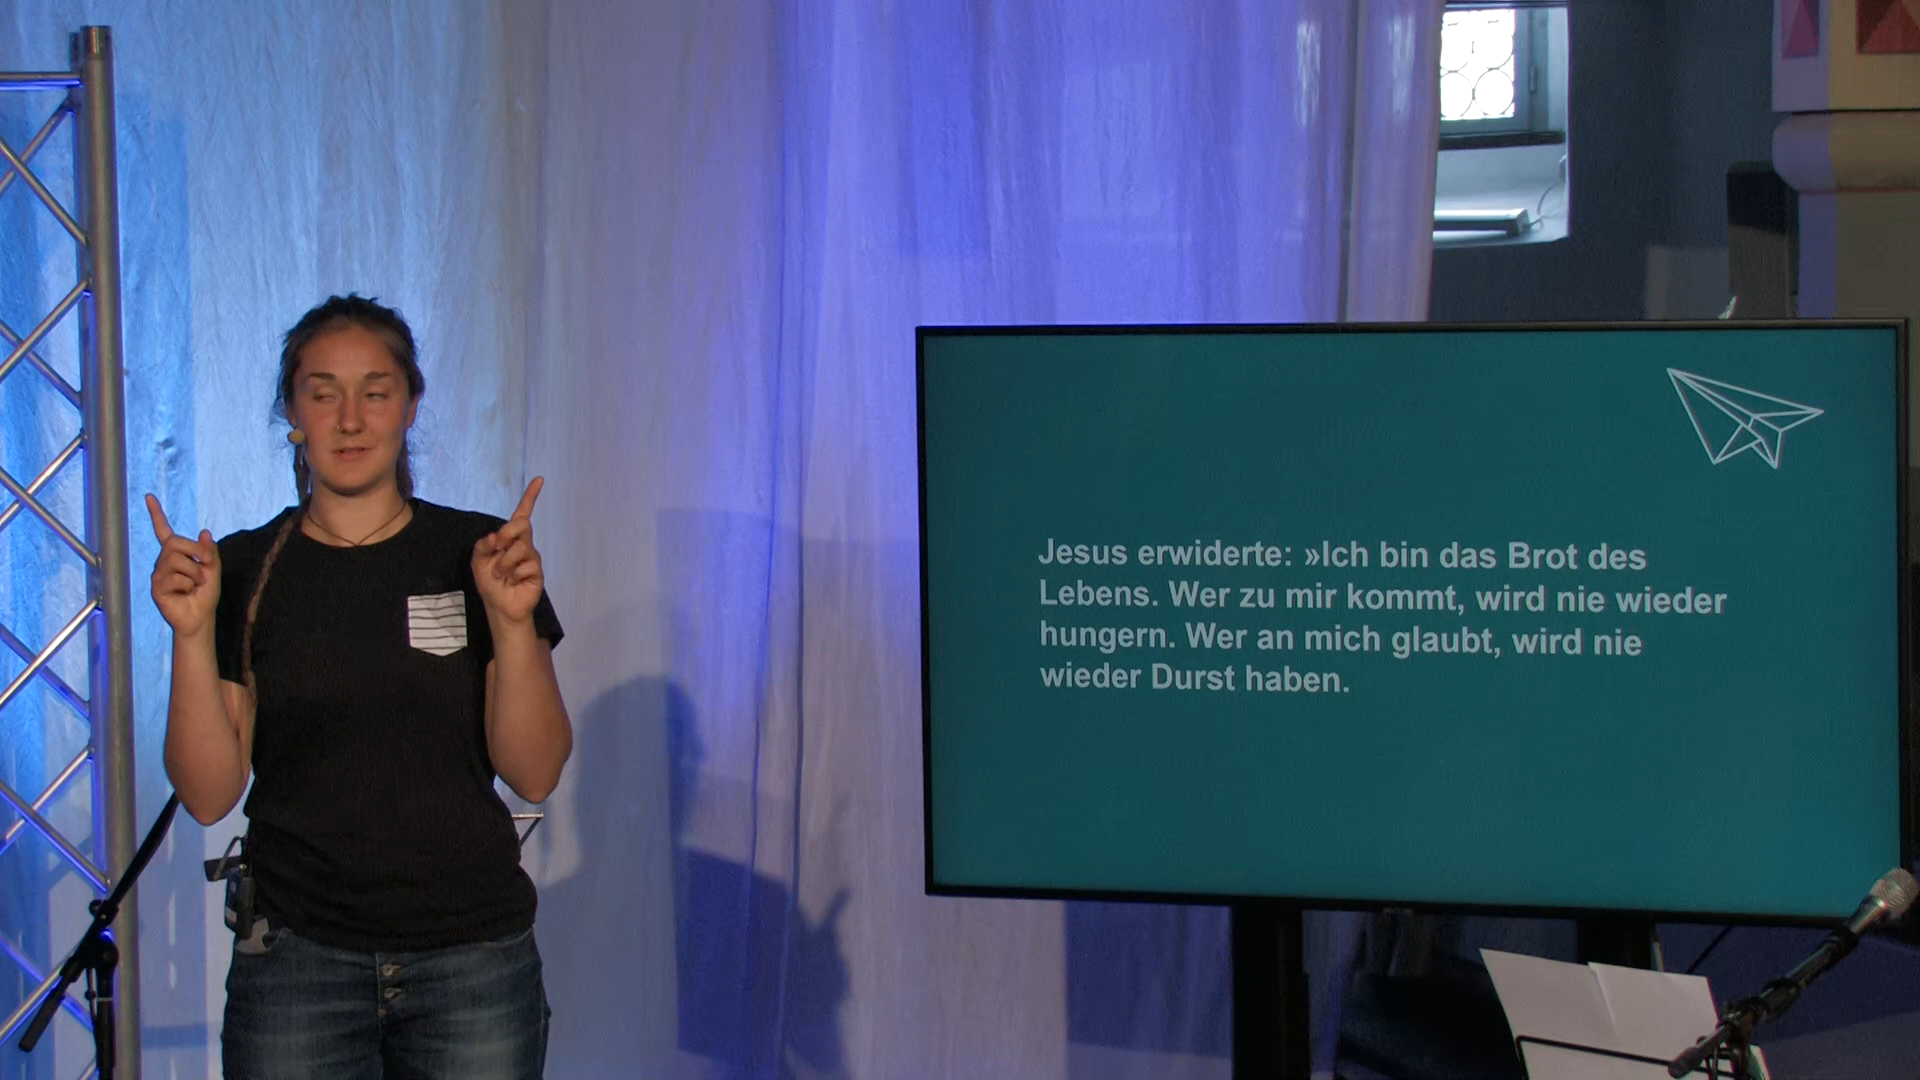 Jesus erwiderte: »Ich bin das Brot des
Lebens. Wer zu mir kommt, wird nie wieder
hungern. Wer an mich glaubt, wird nie
wieder Durst haben.